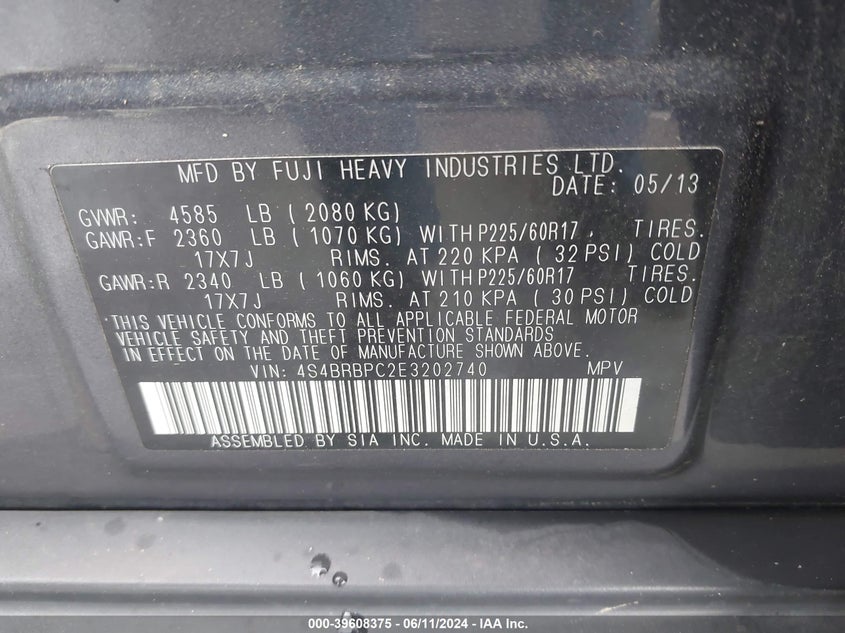 MFD BY FUJI HEAVY INDUSTRIES LTD.
DATE: 05/13
GVWR: 4585 LB ( 2080 KG)
GAWR:F 2360 LB ( 1070 KG) WITH P225/60R17 . TIRES.
17X7J RIMS. AT 220 KPA ( 32 PSI) COLD
GAWR:R 2340 LB ( 1060 KG) WITH P225/60R17 TIRES.
17X7J RIMS. AT 210 KPA ( 30 PSI) COLD
THIS VEHICLE CONFORMS TO ALL APPLICABLE FEDERAL MOTOR
VEHICLE SAFETY AND THEFT PREVENTION STANDARDS
IN EFFECT ON THE DATE OF MANUFACTURE SHOWN ABOVE.
VIN: 4S4BRBPC2E3202740 MPV
ASSEMBLED BY SIA INC. MADE IN U.S.A.
000-39608375 - 06/11/2024 - IAA Inc.